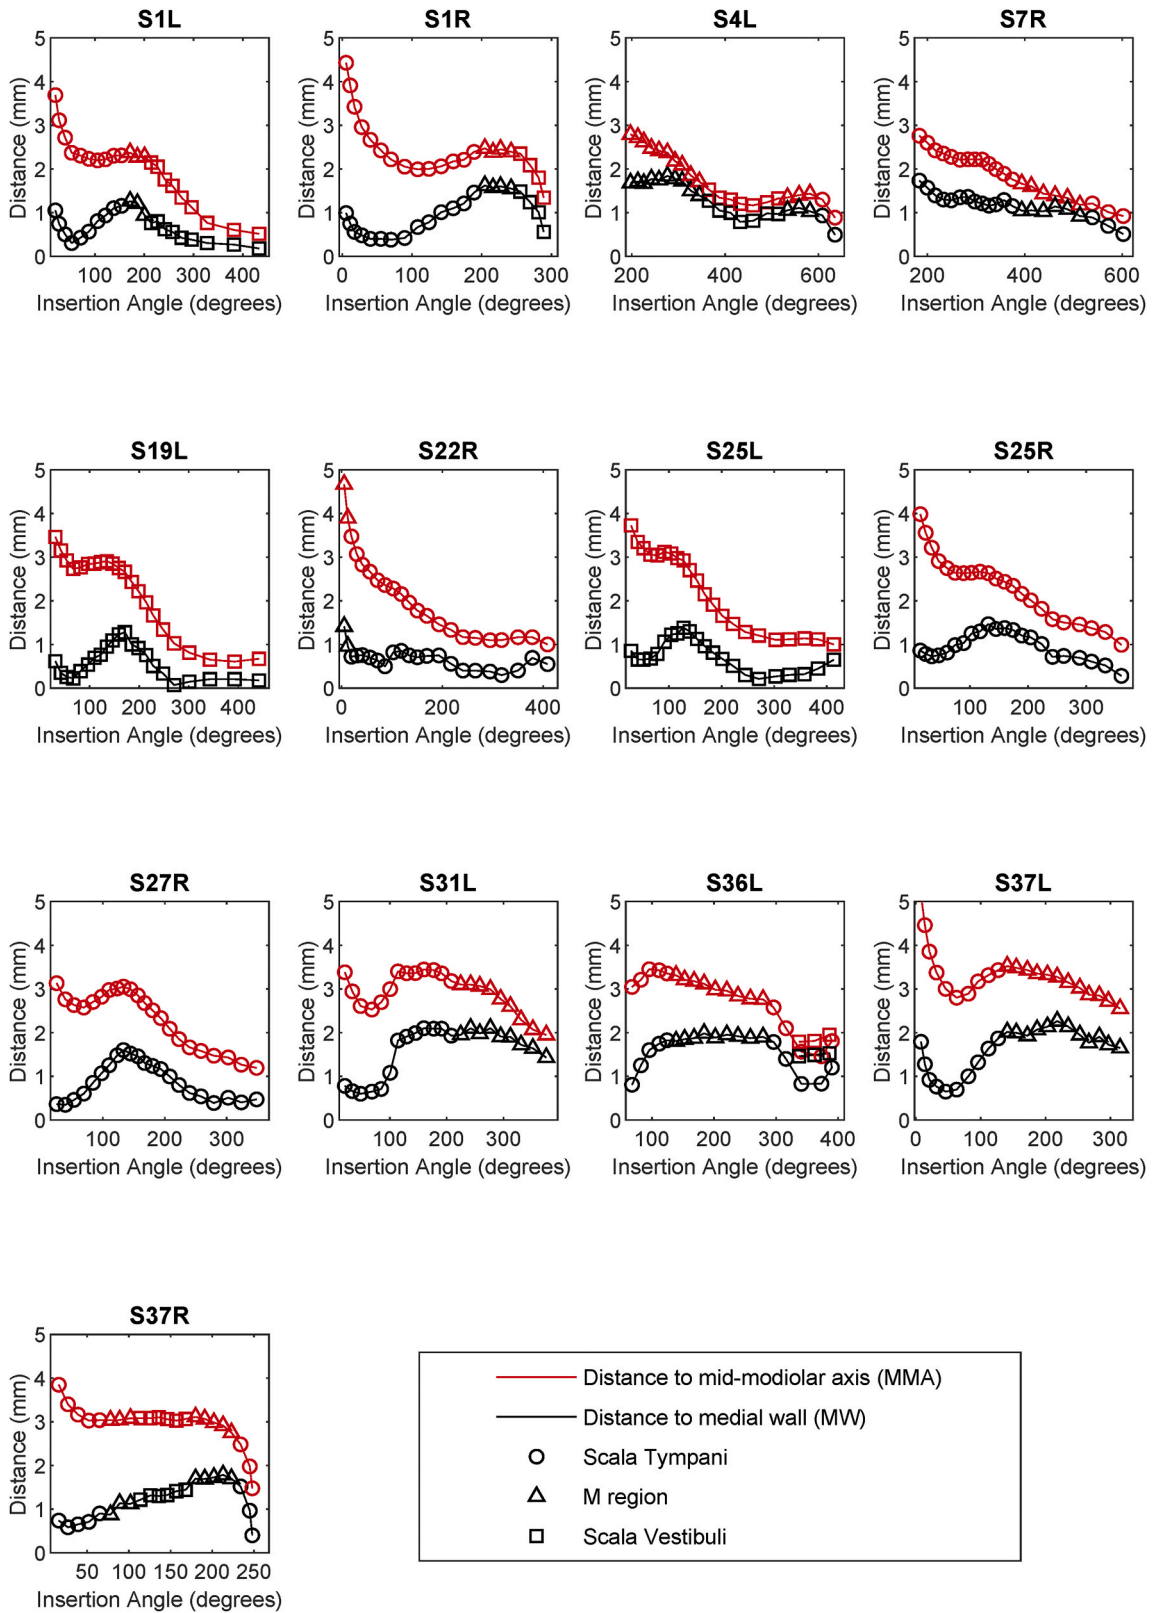 S1L S1R S4L S7R
5 5 5 5
4 4 4 4
3 3 3 3
2 2 2 2
1 1 1 1
0 0 0 0
Distance (mm) Distance (mm) Distance (mm) Distance (mm)
100 200 300 400 0 100 200 300 200 400 600 200 400 600
Insertion Angle (degrees) Insertion Angle (degrees) Insertion Angle (degrees) Insertion Angle (degrees)
S19L S22R S25L S25R
5 5 5 5
4 4 4 4
3 3 3 3
2 2 2 2
1 1 1 1
0 0 0 0
Distance (mm) Distance (mm) Distance (mm) Distance (mm)
100 200 300 400 0 200 400 100 200 300 400 100 200 300
Insertion Angle (degrees) Insertion Angle (degrees) Insertion Angle (degrees) Insertion Angle (degrees)
S27R S31L S36L S37L
5 5 5 5
4 4 4 4
3 3 3 3
2 2 2 2
1 1 1 1
0 0 0 0
Distance (mm) Distance (mm) Distance (mm) Distance (mm)
100 200 300 100 200 300 100 200 300 400 0 100 200 300
Insertion Angle (degrees) Insertion Angle (degrees) Insertion Angle (degrees) Insertion Angle (degrees)
S37R
5
4
3
2
1
0
Distance (mm)
50 100 150 200 250
Insertion Angle (degrees)
Distance to mid-modiolar axis (MMA)
Distance to medial wall (MW)
Scala Tympani
M region
Scala Vestibuli